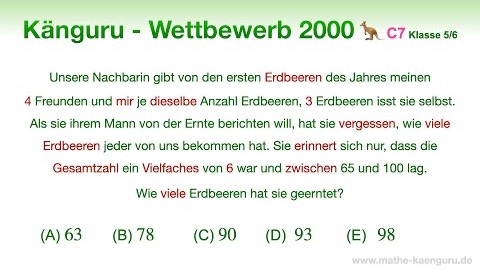 Känguru - Wettbewerb 2000 C7 Klasse 5/6
Unsere Nachbarin gibt von den ersten Erdbeeren des Jahres meinen
4 Freunden und mir je dieselbe Anzahl Erdbeeren, 3 Erdbeeren isst sie selbst.
Als sie ihrem Mann von der Ernte berichten will, hat sie vergessen, wie viele
Erdbeeren jeder von uns bekommen hat. Sie erinnert sich nur, dass die
Gesamtzahl ein Vielfaches von 6 war und zwischen 65 und 100 lag.
Wie viele Erdbeeren hat sie geerntet?
(A) 63 (B) 78 (C) 90 (D) 93 (E) 98
www.mathe-kaenguru.de